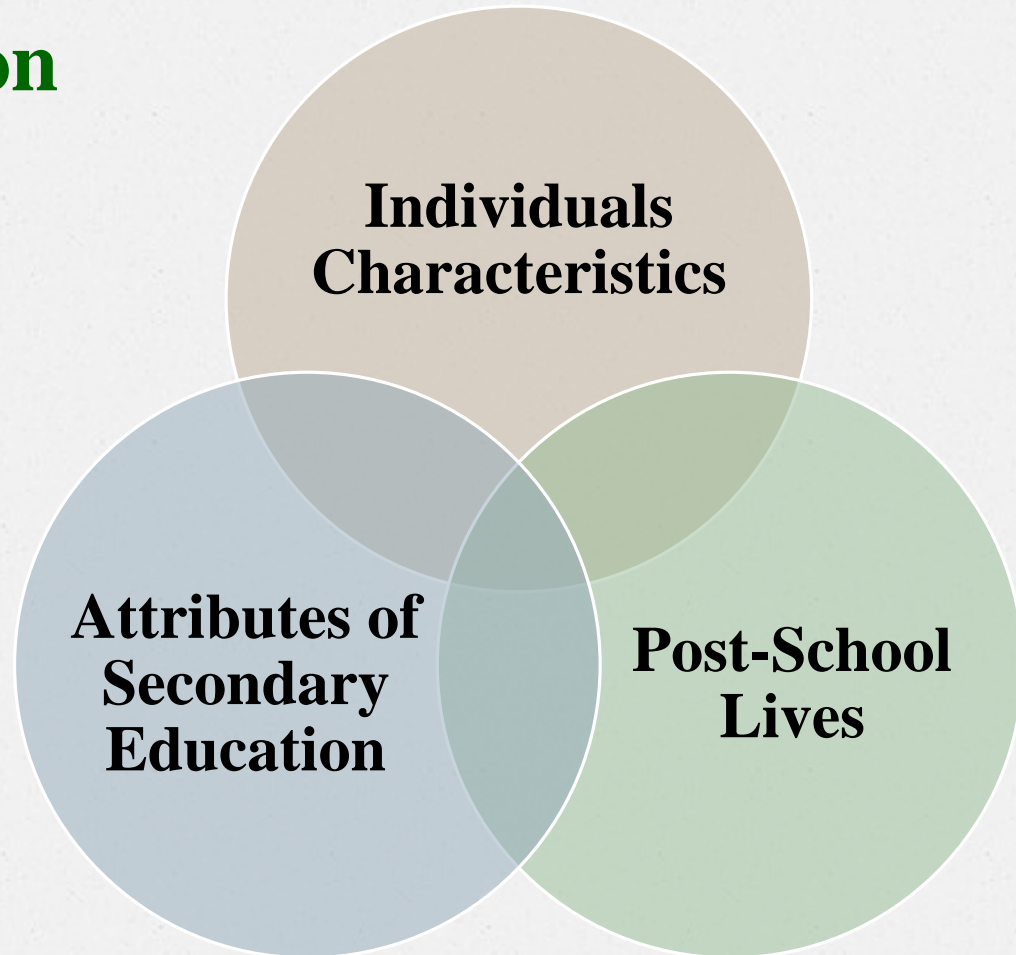 on
Individuals
Characteristics
Attributes of
Secondary
Education
Post-School
Lives